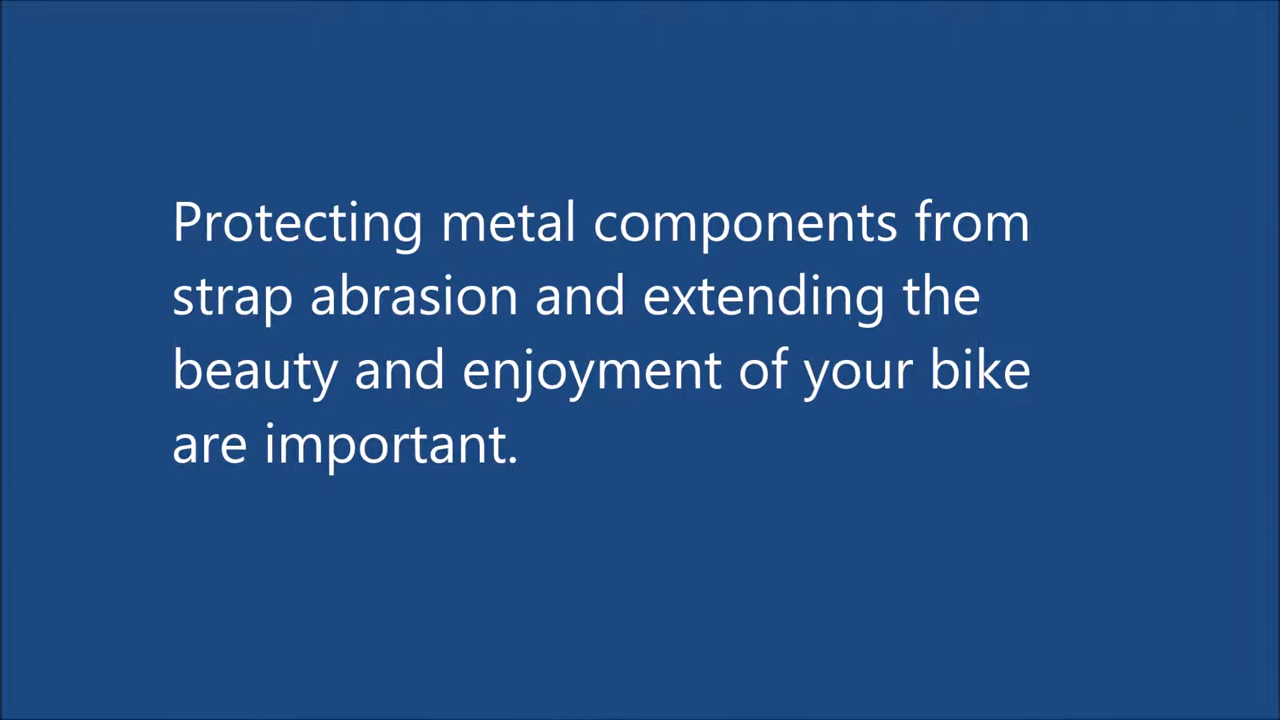 Protecting metal components from
strap abrasion and extending the
beauty and enjoyment of your bike
are important.